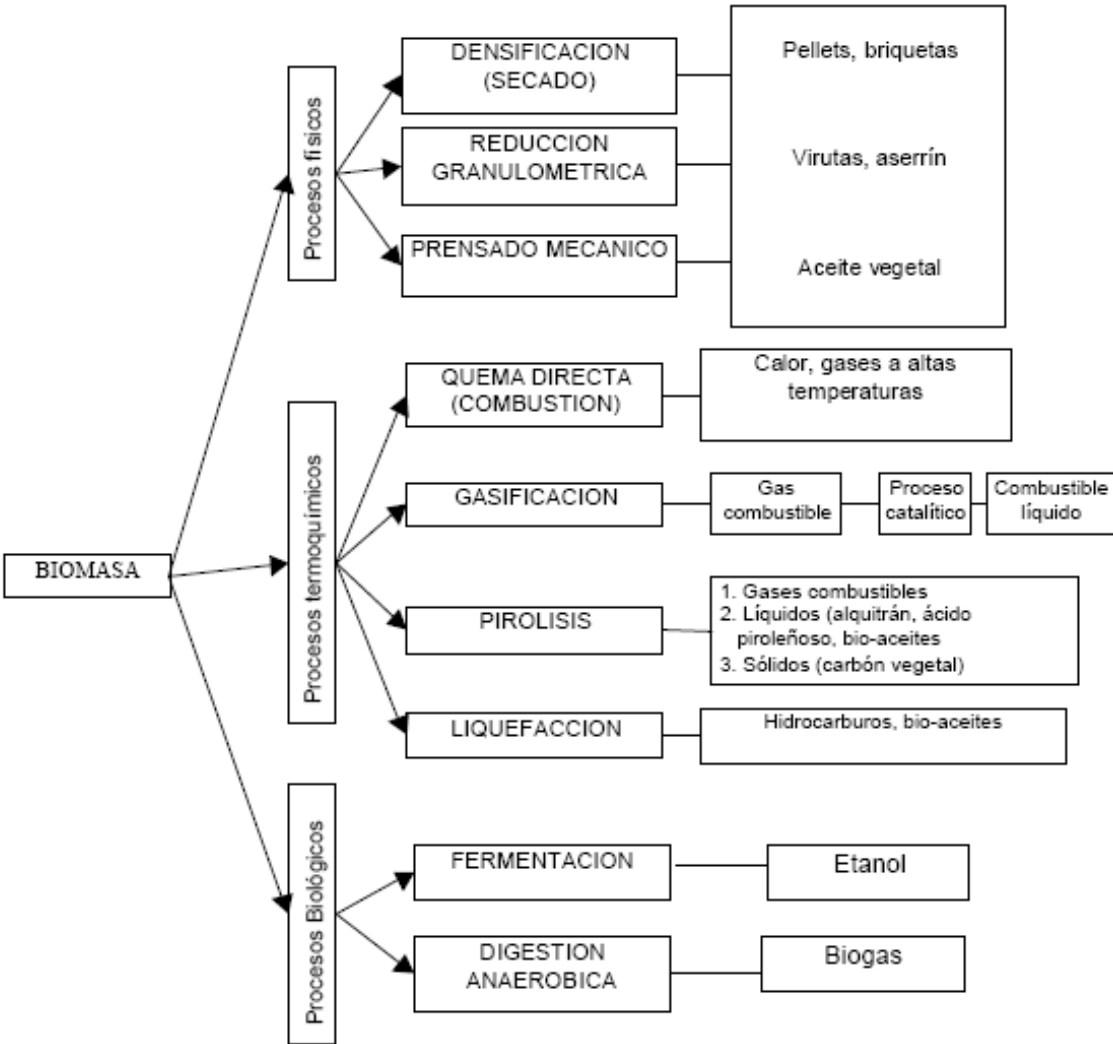 BIOMASA
Procesos físicos
DENSIFICACION
(SECADO)
Pellets, briquetas
REDUCCION
GRANULOMETRICA
Virutas, aserrín
PRENSADO MECANICO
Aceite vegetal
Procesos termoquímicos
QUEMA DIRECTA
(COMBUSTION)
Calor, gases a altas
temperaturas
GASIFICACION
Gas
combustible
Proceso
catalítico
Combustible
líquido
PIROLISIS
1. Gases combustibles
2. Líquidos (alquitrán, ácido
piroleñoso, bio-aceites
3. Sólidos (carbón vegetal)
LIQUEFACCION
Hidrocarburos, bio-aceites
Procesos Biológicos
FERMENTACION
Etanol
DIGESTION
ANAEROBICA
Biogas